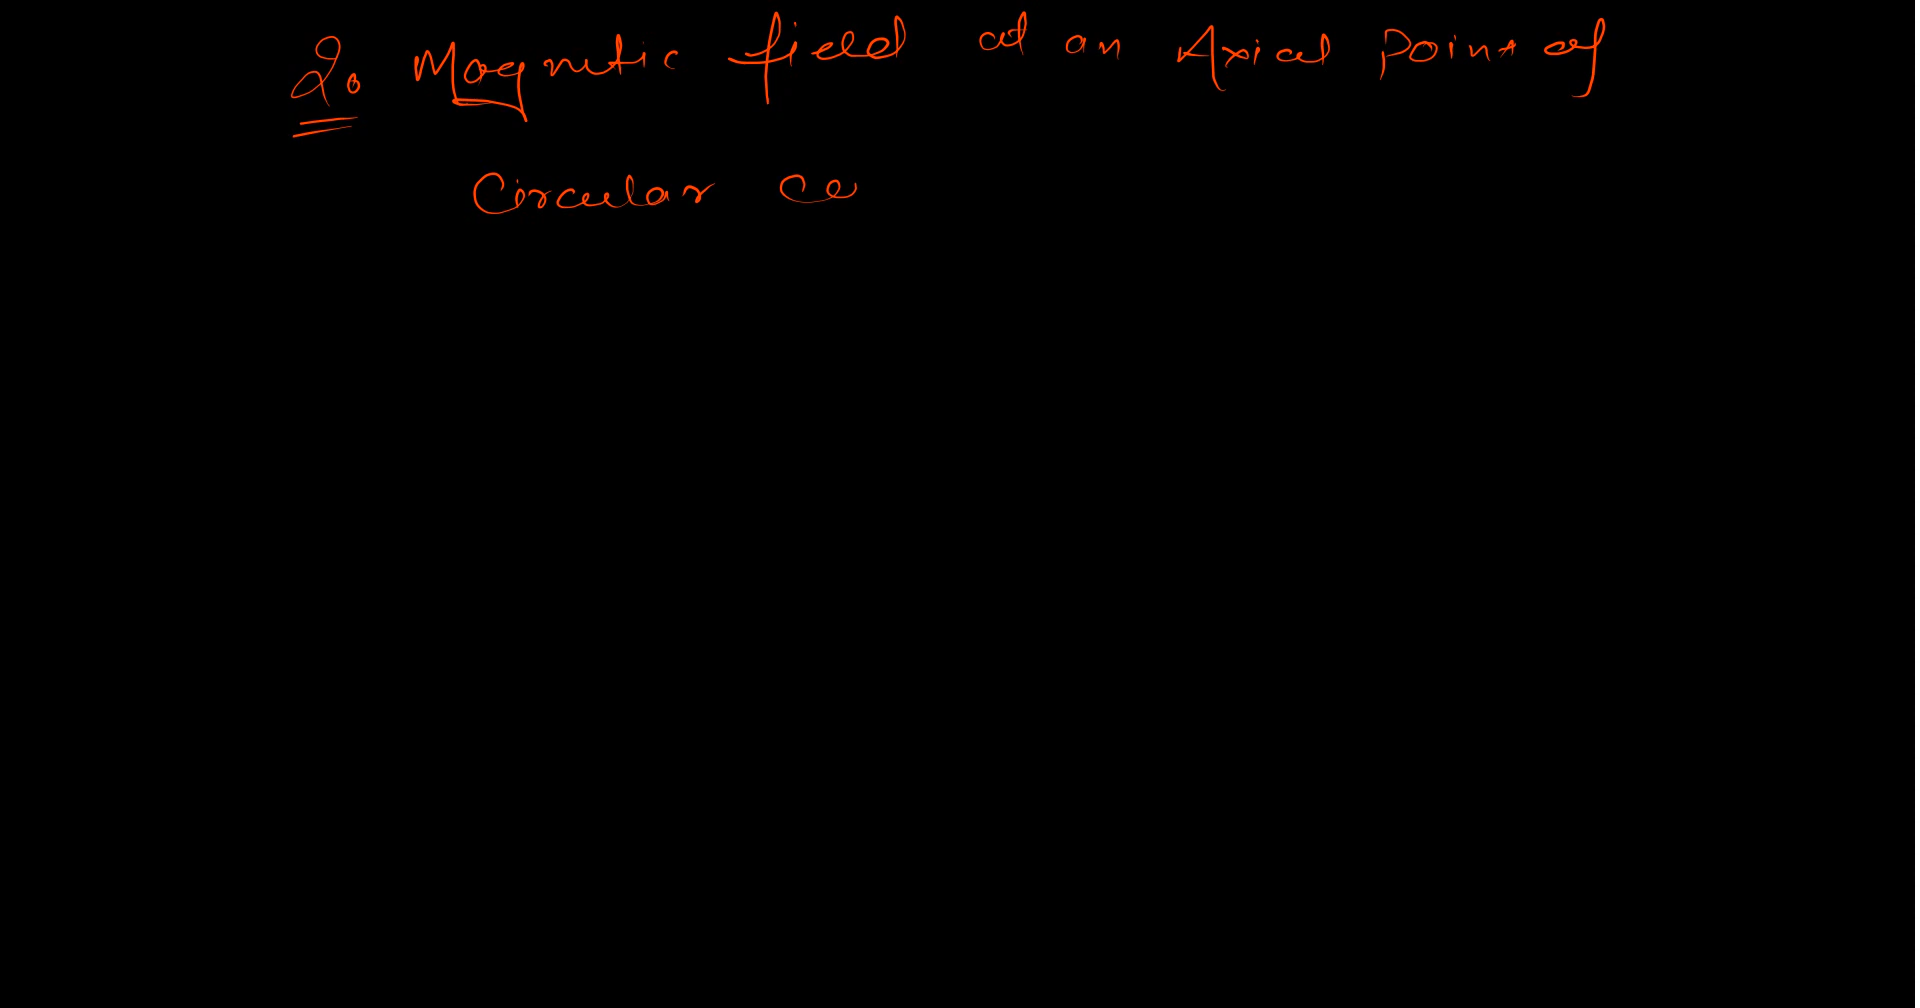 2. Magnetic field at an Axial Point of
Circular